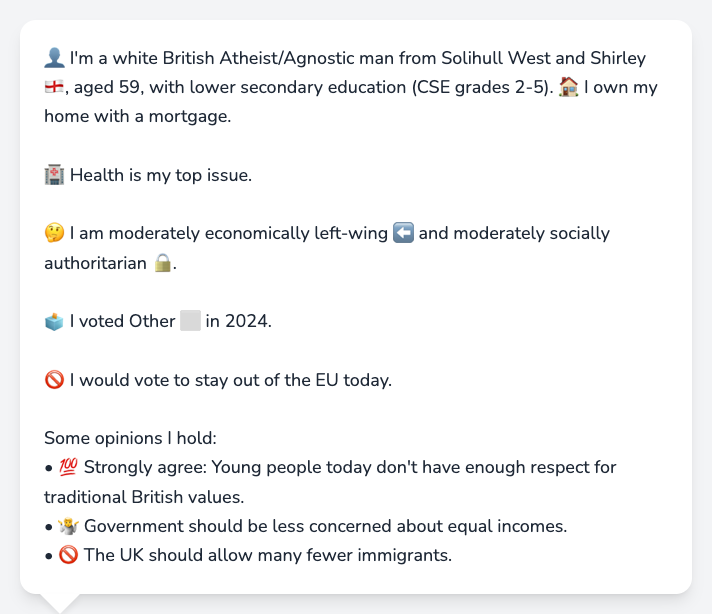 👤 I'm a white British Atheist/Agnostic man from Solihull West and Shirley
🏴󠁧󠁢󠁥󠁮󠁧󠁿, aged 59, with lower secondary education (CSE grades 2-5). 🏠 I own my
home with a mortgage.
🏥 Health is my top issue.
🤔 I am moderately economically left-wing ⬅️ and moderately socially
authoritarian 🔒.
🗳️ I voted Other ⬜ in 2024.
🚫 I would vote to stay out of the EU today.
Some opinions I hold:
• 💯 Strongly agree: Young people today don't have enough respect for
traditional British values.
• 🤷 Government should be less concerned about equal incomes.
• 🚫 The UK should allow many fewer immigrants.